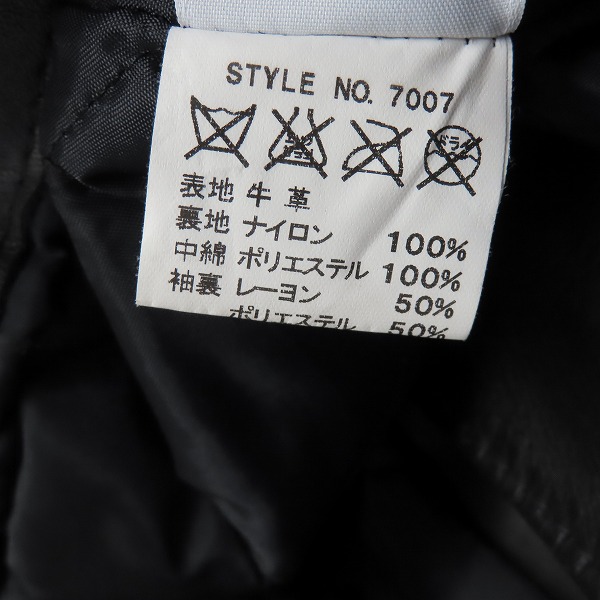 STYLE NO. 7007
ドライ
表地 牛 革
裏地 ナイロン 100%
中綿 ポリエステル 100%
袖裏 レーヨン 50%
ポリエステル 50%